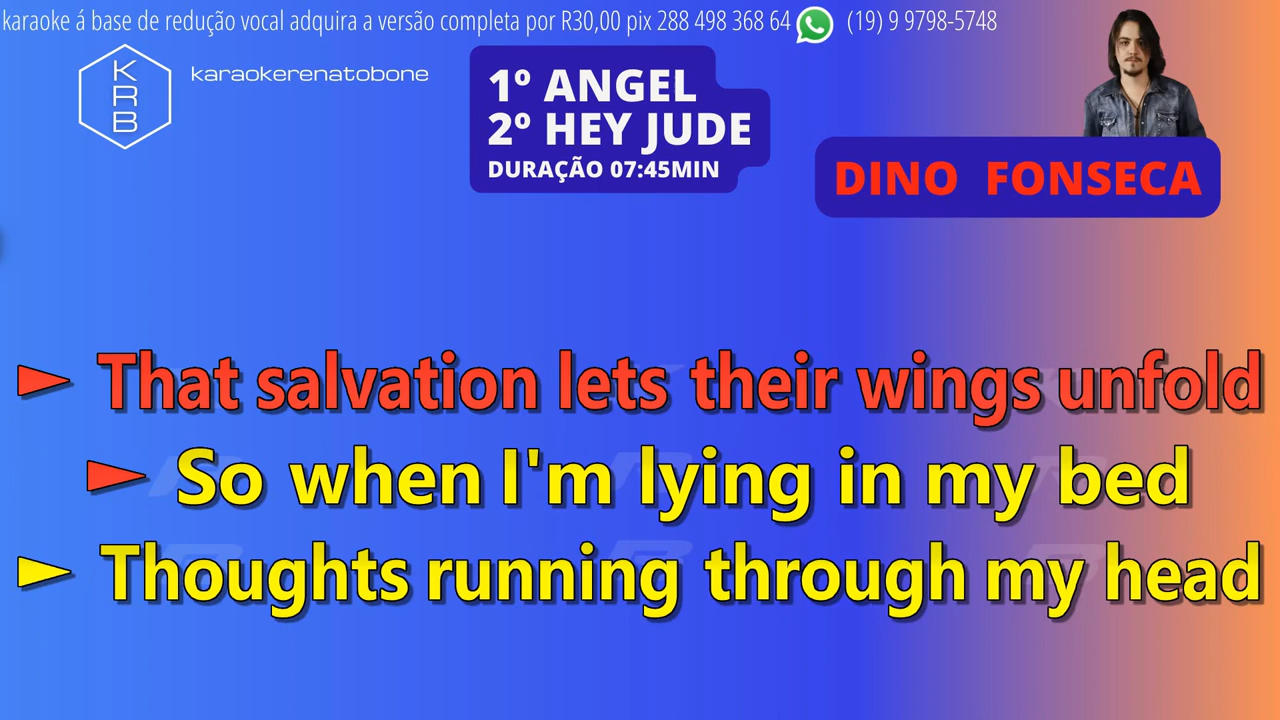 karaoke á base de redução vocal adquira a versão completa por R30,00 pix 288 498 368 64 (19) 9 9798-5748
K
R
B
karaokerenatobone
1º ANGEL
2º HEY JUDE
DURAÇÃO 07:45MIN
DINO FONSECA
That salvation lets their wings unfold
So when I'm lying in my bed
Thoughts running through my head